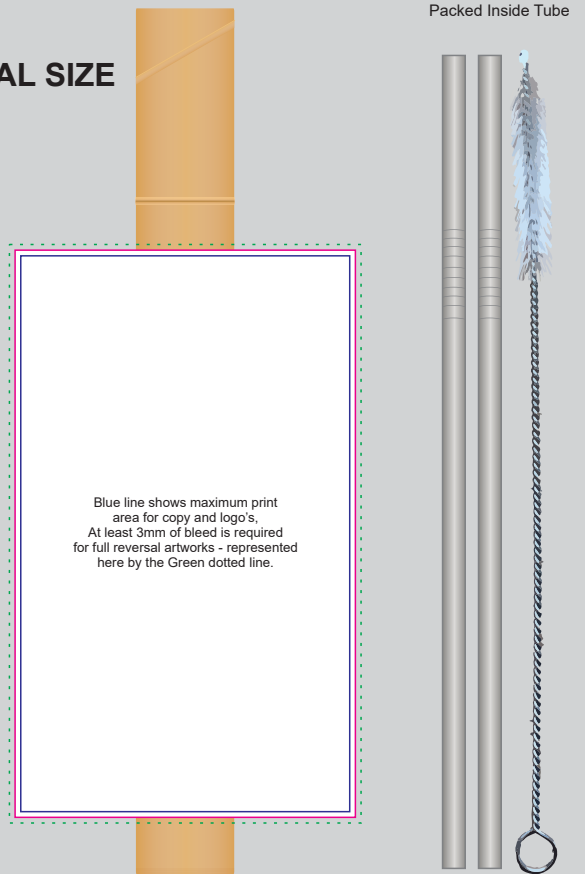 Packed Inside Tube
AL SIZE
Blue line shows maximum print
area for copy and logo's,
At least 3mm of bleed is required
for full reversal artworks - represented
here by the Green dotted line.